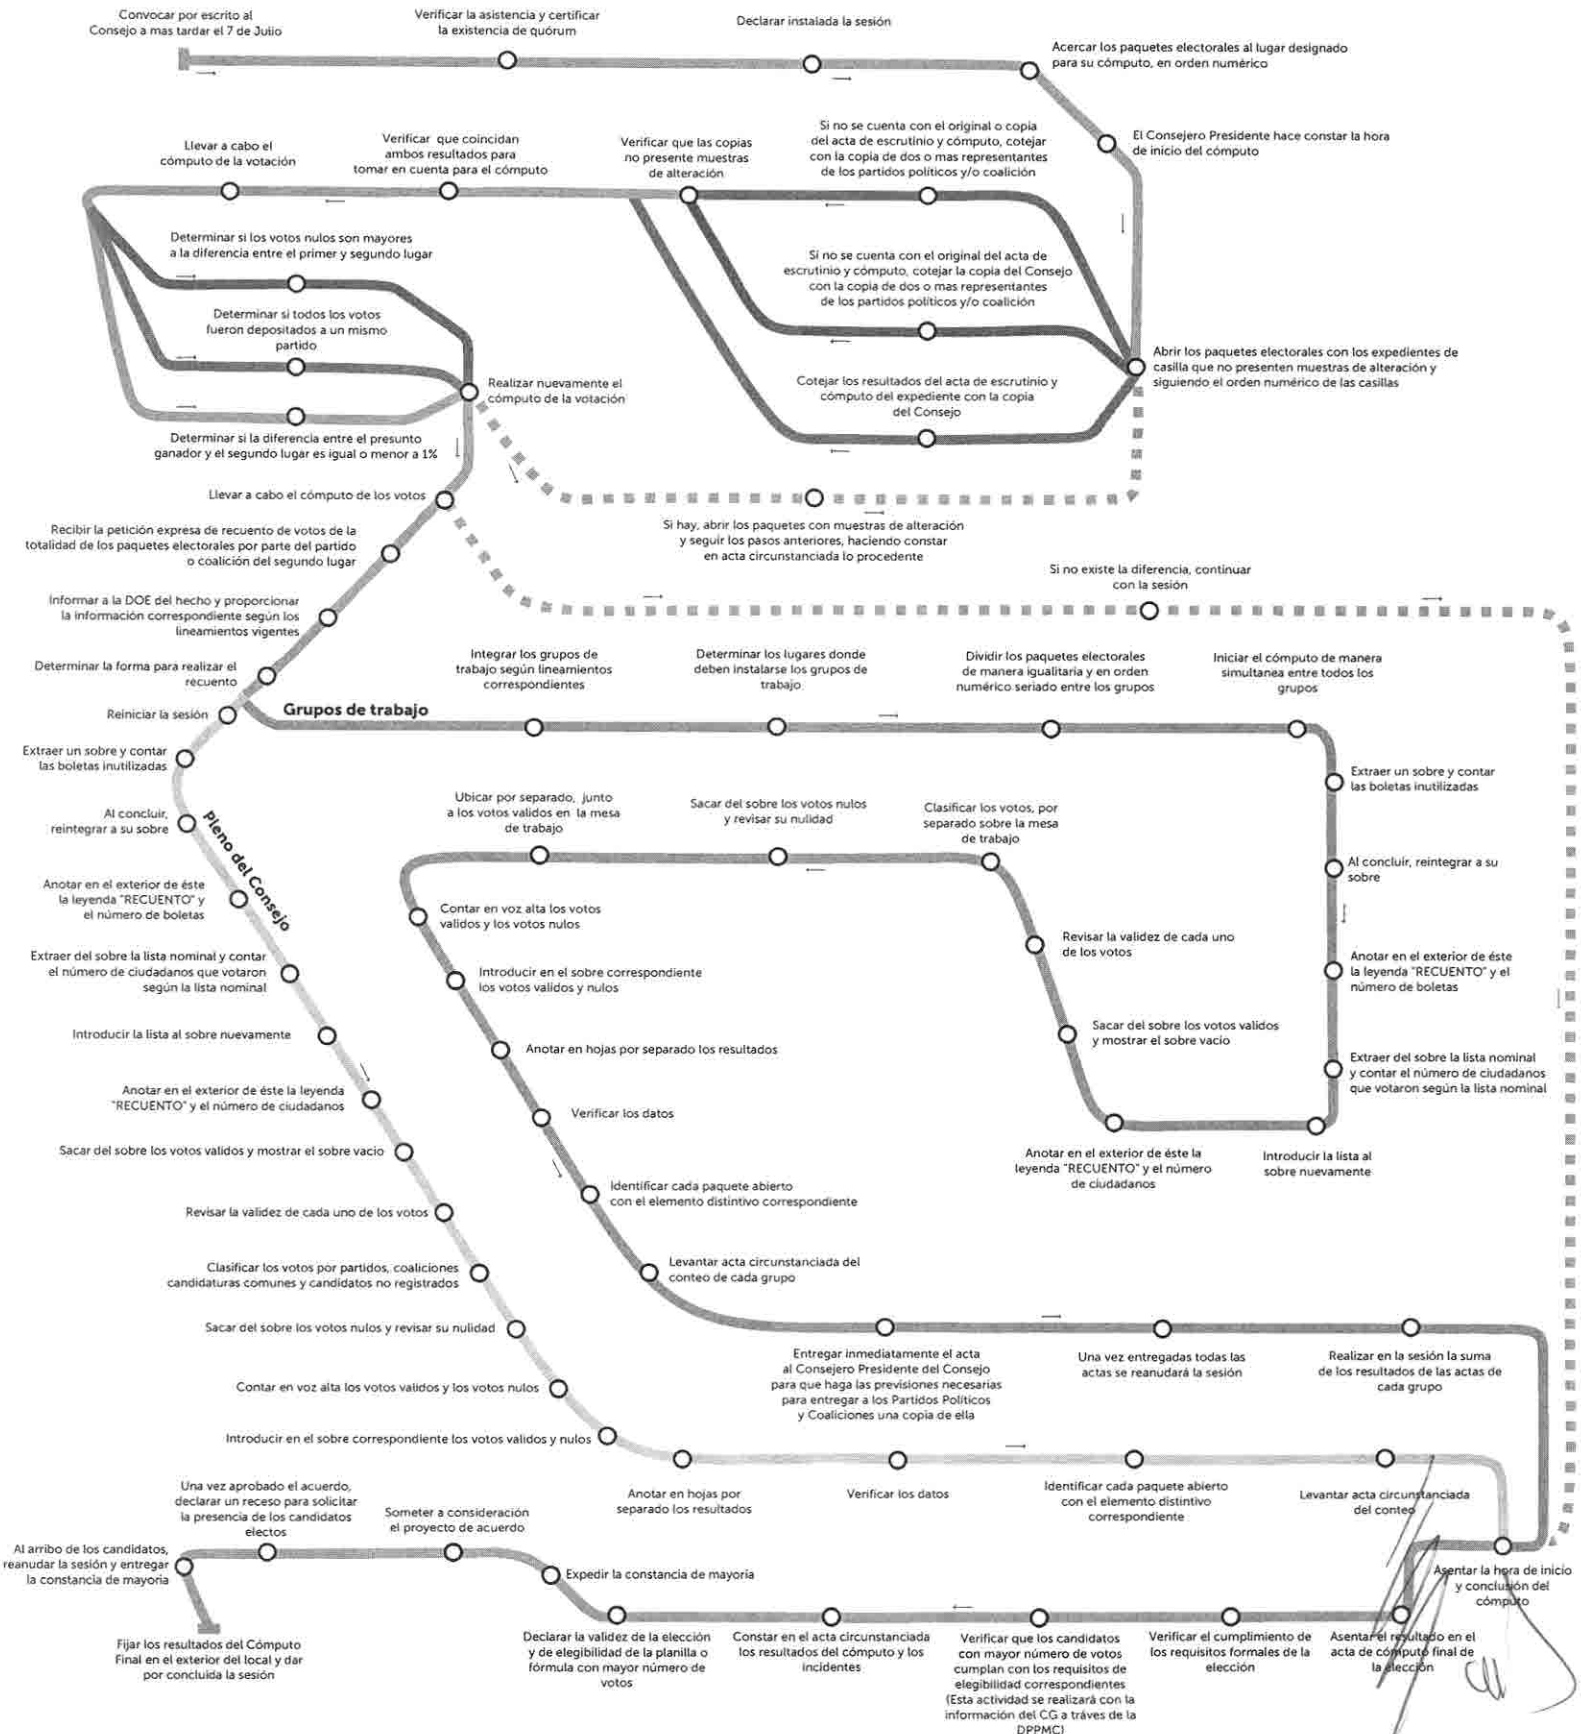 Convocar por escrito al
Consejo a mas tardar el 7 de Julio
Verificar la asistencia y certificar
la existencia de quórum
Declarar instalada la sesión
Acercar los paquetes electorales al lugar designado
para su cómputo, en orden numérico
El Consejero Presidente hace constar la hora
de inicio del cómputo
Abrir los paquetes electorales con los expedientes de
casilla que no presenten muestras de alteración y
siguiendo el orden numérico de las casillas
Si no se cuenta con el original o copia
del acta de escrutinio y cómputo, cotejar
con la copia de dos o mas representantes
de los partidos políticos y/o coalición
Si no se cuenta con el original del acta de
escrutinio y cómputo, cotejar la copia del Consejo
con la copia de dos o mas representantes
de los partidos políticos y/o coalición
Cotejar los resultados del acta de escrutinio y
cómputo del expediente con la copia
del Consejo
Verificar que las copias
no presente muestras
de alteración
Verificar que coincidan
ambos resultados para
tomar en cuenta para el cómputo
Llevar a cabo el
cómputo de la votación
Determinar si los votos nulos son mayores
a la diferencia entre el primer y segundo lugar
Determinar si todos los votos
fueron depositados a un mismo
partido
Determinar si la diferencia entre el presunto
ganador y el segundo lugar es igual o menor a 1%
Realizar nuevamente el
cómputo de la votación
Si hay, abrir los paquetes con muestras de alteración
y seguir los pasos anteriores, haciendo constar
en acta circunstanciada lo procedente
Llevar a cabo el cómputo de los votos
Si no existe la diferencia, continuar
con la sesión
Recibir la petición expresa de recuento de votos de la
totalidad de los paquetes electorales por parte del partido
o coalición del segundo lugar
Informar a la DOE del hecho y proporcionar
la información correspondiente según los
lineamientos vigentes
Determinar la forma para realizar el
recuento
Grupos de trabajo
Integrar los grupos de
trabajo según lineamientos
correspondientes
Determinar los lugares donde
deben instalarse los grupos de
trabajo
Dividir los paquetes electorales
de manera igualitaria y en orden
numérico seriado entre los grupos
Iniciar el cómputo de manera
simultanea entre todos los
grupos
Extraer un sobre y contar
las boletas inutilizadas
Al concluir, reintegrar a su
sobre
Anotar en el exterior de éste
la leyenda "RECUENTO" y el
número de boletas
Extraer del sobre la lista nominal
y contar el número de ciudadanos
que votaron según la lista nominal
Introducir la lista al
sobre nuevamente
Anotar en el exterior de éste la
leyenda "RECUENTO" y el número
de ciudadanos
Sacar del sobre los votos validos
y mostrar el sobre vacio
Revisar la validez de cada uno
de los votos
Clasificar los votos, por
separado sobre la mesa
de trabajo
Sacar del sobre los votos nulos
y revisar su nulidad
Ubicar por separado, junto
a los votos validos en la mesa
de trabajo
Contar en voz alta los votos
validos y los votos nulos
Introducir en el sobre correspondiente
los votos validos y nulos
Anotar en hojas por separado los resultados
Verificar los datos
Identificar cada paquete abierto
con el elemento distintivo correspondiente
Levantar acta circunstanciada del
conteo de cada grupo
Entregar inmediatamente el acta
al Consejero Presidente del Consejo
para que haga las previsiones necesarias
para entregar a los Partidos Políticos
y Coaliciones una copia de ella
Una vez entregadas todas las
actas se reanudará la sesión
Realizar en la sesión la suma
de los resultados de las actas de
cada grupo
Reiniciar la sesión
Pleno del Consejo
Extraer un sobre y contar
las boletas inutilizadas
Al concluir,
reintegrar a su sobre
Anotar en el exterior de éste
la leyenda "RECUENTO" y
el número de boletas
Extraer del sobre la lista nominal y contar
el número de ciudadanos que votaron
según la lista nominal
Introducir la lista al sobre nuevamente
Anotar en el exterior de éste la leyenda
"RECUENTO" y el número de ciudadanos
Sacar del sobre los votos validos y mostrar el sobre vacio
Revisar la validez de cada uno de los votos
Clasificar los votos por partidos, coaliciones
candidaturas comunes y candidatos no registrados
Sacar del sobre los votos nulos y revisar su nulidad
Contar en voz alta los votos validos y los votos nulos
Introducir en el sobre correspondiente los votos validos y nulos
Anotar en hojas por
separado los resultados
Verificar los datos
Identificar cada paquete abierto
con el elemento distintivo
correspondiente
Levantar acta circunstanciada
del conteo
Asentar la hora de inicio
y conclusión del
cómputo
Asentar el resultado en el
acta de cómputo final de
la elección
Verificar el cumplimiento de
los requisitos formales de la
elección
Verificar que los candidatos
con mayor número de votos
cumplan con los requisitos de
elegibilidad correspondientes
(Esta actividad se realizará con la
información del CG a tráves de la
DPPMC)
Constar en el acta circunstanciada
los resultados del cómputo y los
incidentes
Declarar la validez de la elección
y de elegibilidad de la planilla o
fórmula con mayor número de
votos
Expedir la constancia de mayoría
Someter a consideración
el proyecto de acuerdo
Una vez aprobado el acuerdo,
declarar un receso para solicitar
la presencia de los candidatos
electos
Al arribo de los candidatos,
reanudar la sesión y entregar
la constancia de mayoria
Fijar los resultados del Cómputo
Final en el exterior del local y dar
por concluida la sesión